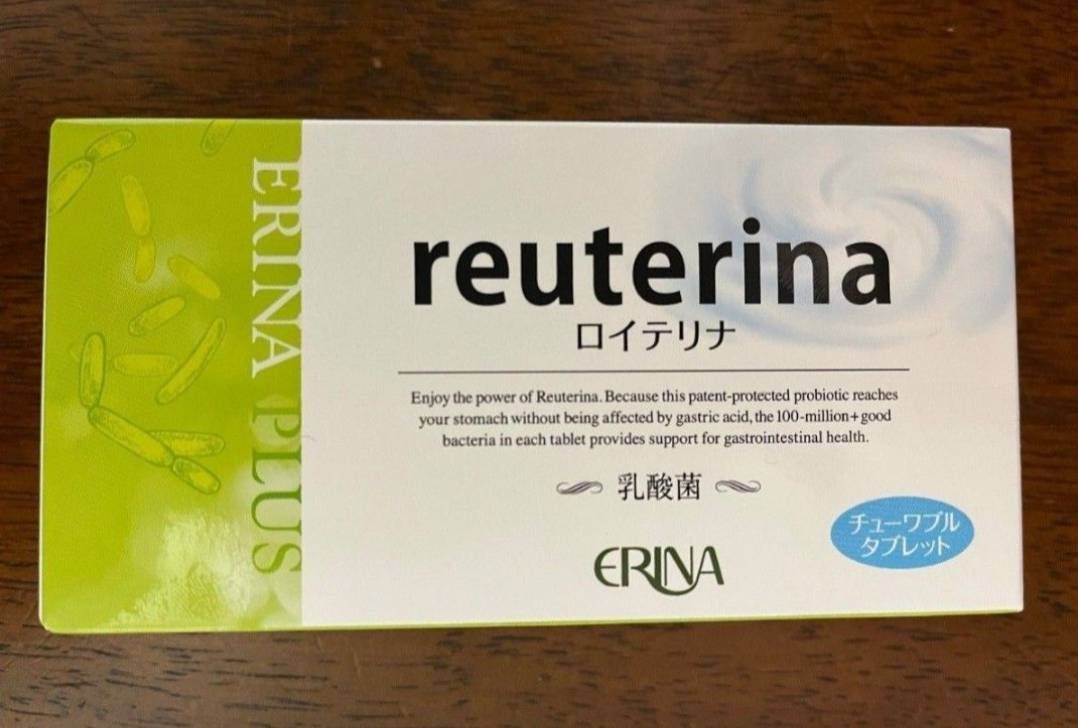 ERINA PLUS
reuterina
ロイテリナ
Enjoy the power of Reuterina. Because this patent-protected probiotic reaches
your stomach without being affected by gastric acid, the 100-million+good
bacteria in each tablet provides support for gastrointestinal health.
乳酸菌
チューワブル
タブレット
ERINA